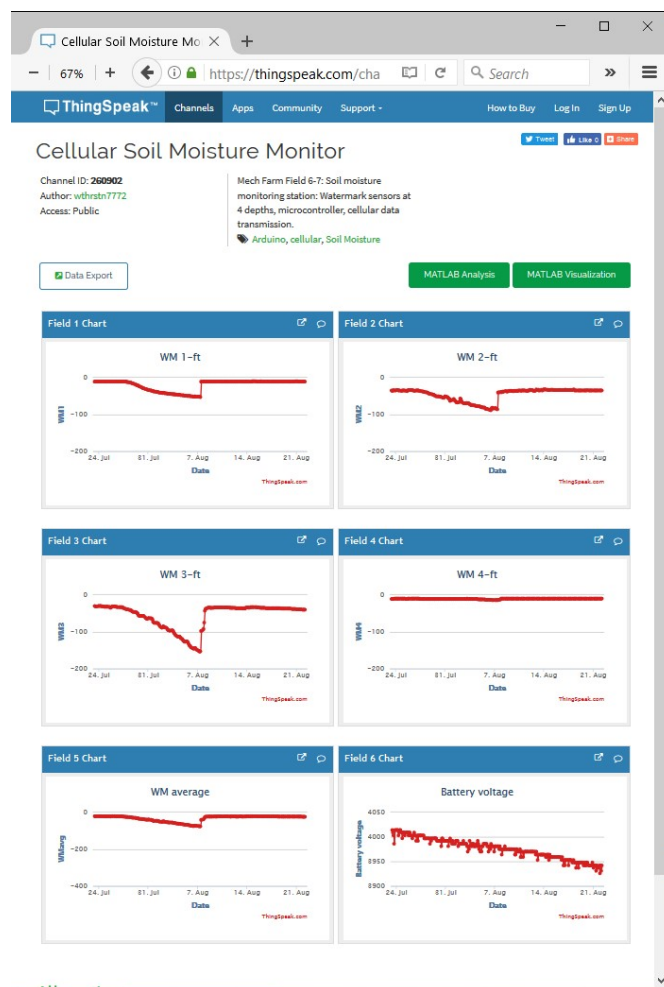 Cellular Soil Moisture Mo
67%
https://thingspeak.com/cha
Search
ThingSpeak™ Channels Apps Community Support How to Buy Log In Sign Up
Tweet Like 0 Share
Cellular Soil Moisture Monitor
Channel ID: 260902
Author: wthrstn7772
Access: Public
Mech Farm Field 6-7: Soil moisture
monitoring station: Watermark sensors at
4 depths, microcontroller, cellular data
transmission.
Arduino, cellular, Soil Moisture
Data Export
MATLAB Analysis MATLAB Visualization
Field 1 Chart
WM 1-ft
WM1
0
-100
-200
24. Jul 31. Jul 7. Aug 14. Aug 21. Aug
Date
ThingSpeak.com
Field 2 Chart
WM 2-ft
WM2
0
-100
-200
24. Jul 31. Jul 7. Aug 14. Aug 21. Aug
Date
ThingSpeak.com
Field 3 Chart
WM 3-ft
WM3
0
-100
-200
24. Jul 31. Jul 7. Aug 14. Aug 21. Aug
Date
ThingSpeak.com
Field 4 Chart
WM 4-ft
WM4
0
-100
-200
24. Jul 31. Jul 7. Aug 14. Aug 21. Aug
Date
ThingSpeak.com
Field 5 Chart
WM average
WMavg
0
-200
-400
24. Jul 31. Jul 7. Aug 14. Aug 21. Aug
Date
ThingSpeak.com
Field 6 Chart
Battery voltage
Battery voltage
4050
4000
3950
3900
24. Jul 31. Jul 7. Aug 14. Aug 21. Aug
Date
ThingSpeak.com